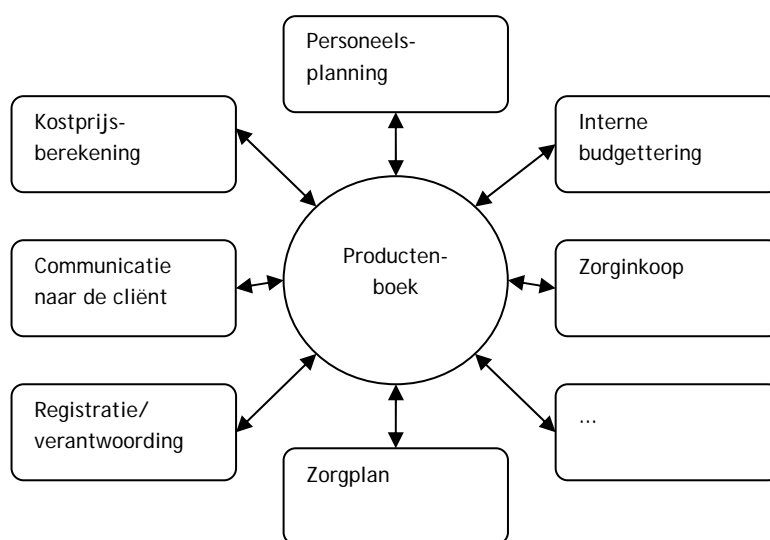 Personeels-
planning
Kostprijs-
berekening
Interne
budgettering
Communicatie
naar de cliënt
Producten-
boek
Zorginkoop
Registratie/
verantwoording
Zorgplan
...